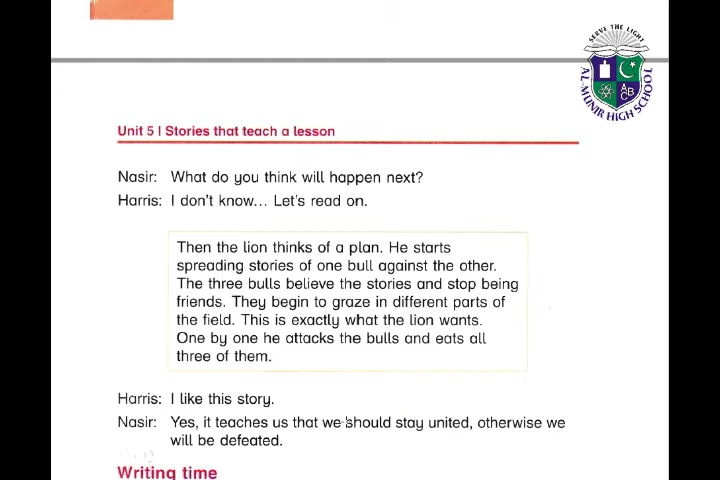 SERVE THE LIGHT
AL-MUNIR HIGH SCHOOL
A
BC
Unit 5 | Stories that teach a lesson
Nasir: What do you think will happen next?
Harris: I don't know... Let's read on.
Then the lion thinks of a plan. He starts
spreading stories of one bull against the other.
The three bulls believe the stories and stop being
friends. They begin to graze in different parts of
the field. This is exactly what the lion wants.
One by one he attacks the bulls and eats all
three of them.
Harris: I like this story.
Nasir: Yes, it teaches us that we should stay united, otherwise we
will be defeated.
Writing time